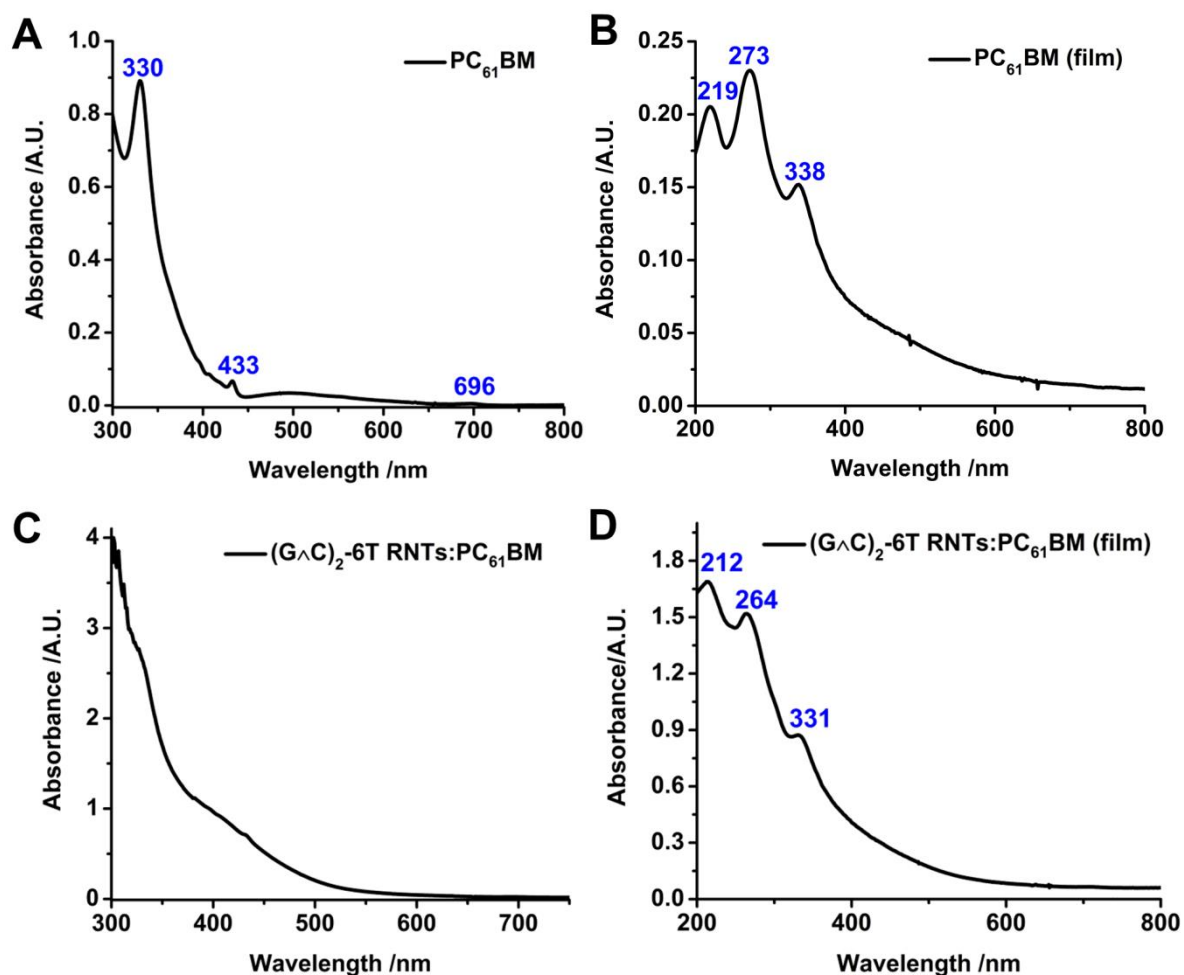 A
PC₆₁BM
330
433
696
1.0
0.8
0.6
0.4
0.2
0.0
300 400 500 600 700 800
Absorbance /A.U.
Wavelength /nm
B
PC₆₁BM (film)
219
273
338
0.25
0.20
0.15
0.10
0.05
0.00
200 400 600 800
Absorbance /A.U.
Wavelength /nm
C
(G∧C)₂-6T RNTs:PC₆₁BM
4
3
2
1
0
300 400 500 600 700
Absorbance /A.U.
Wavelength /nm
D
(G∧C)₂-6T RNTs:PC₆₁BM (film)
212
264
331
1.8
1.5
1.2
0.9
0.6
0.3
0.0
200 400 600 800
Absorbance/A.U.
Wavelength /nm